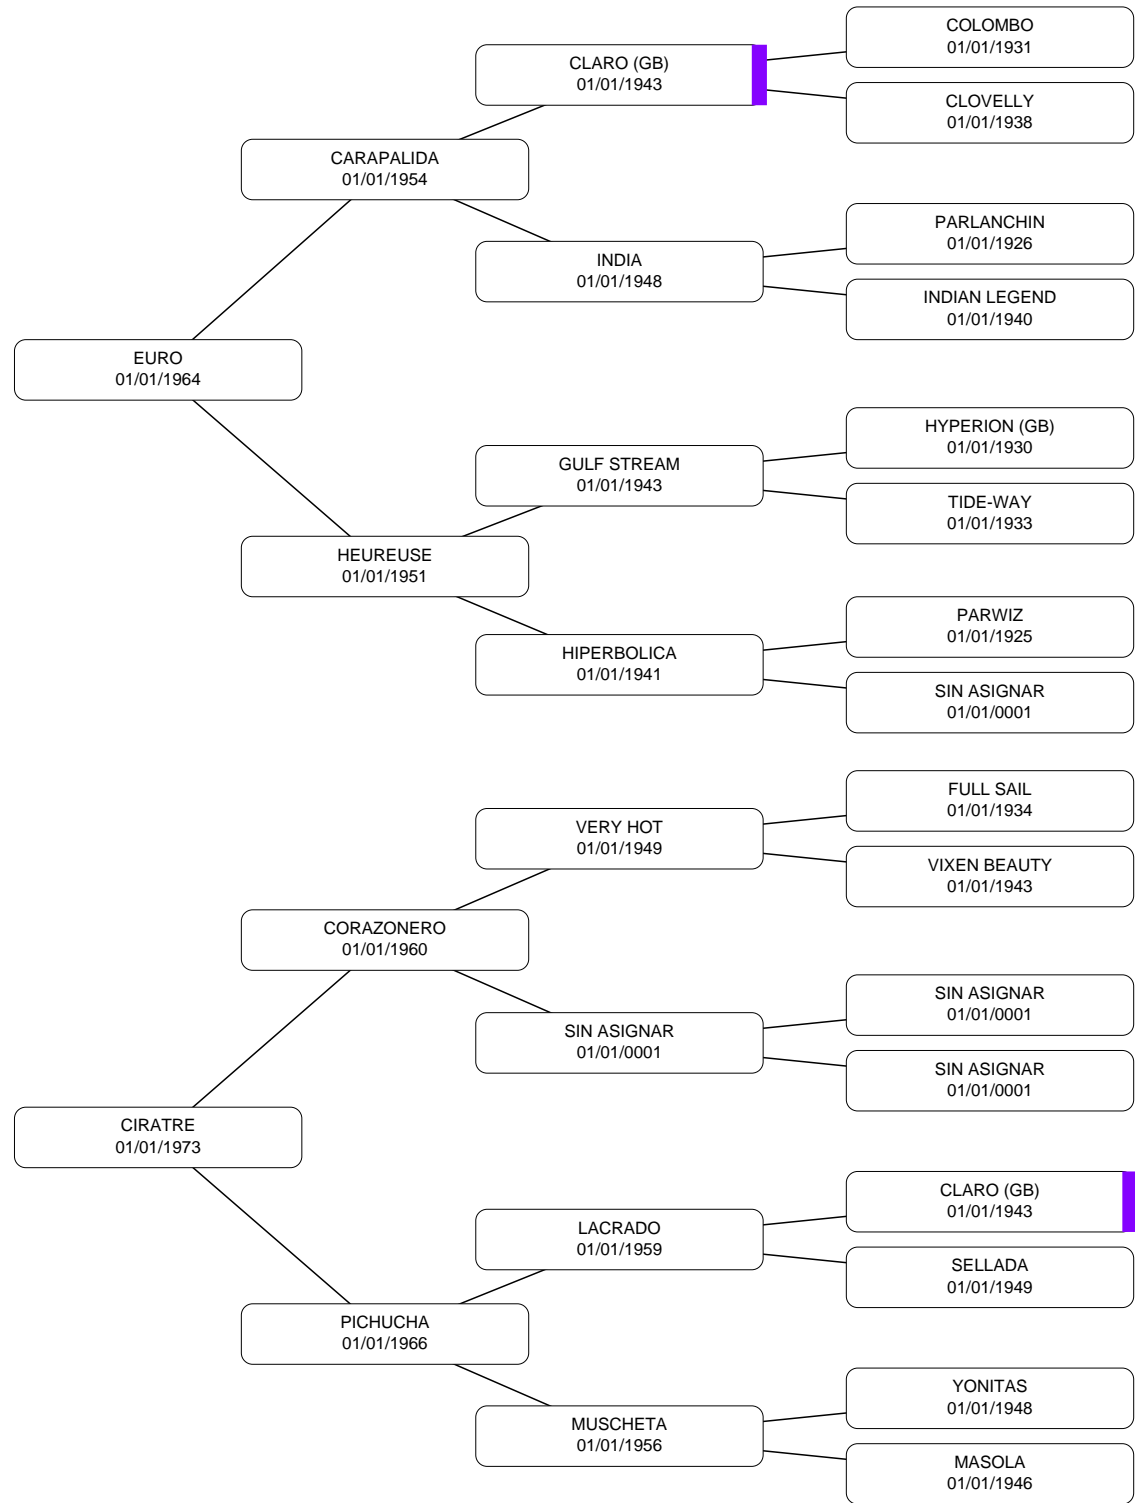 COLOMBO
01/01/1931
CLARO (GB)
01/01/1943
CLOVELLY
01/01/1938
CARAPALIDA
01/01/1954
PARLANCHIN
01/01/1926
INDIA
01/01/1948
INDIAN LEGEND
01/01/1940
EURO
01/01/1964
HYPERION (GB)
01/01/1930
GULF STREAM
01/01/1943
TIDE-WAY
01/01/1933
HEUREUSE
01/01/1951
PARWIZ
01/01/1925
HIPERBOLICA
01/01/1941
SIN ASIGNAR
01/01/0001
FULL SAIL
01/01/1934
VERY HOT
01/01/1949
VIXEN BEAUTY
01/01/1943
CORAZONERO
01/01/1960
SIN ASIGNAR
01/01/0001
SIN ASIGNAR
01/01/0001
SIN ASIGNAR
01/01/0001
CIRATRE
01/01/1973
CLARO (GB)
01/01/1943
LACRADO
01/01/1959
SELLADA
01/01/1949
PICHUCHA
01/01/1966
YONITAS
01/01/1948
MUSCHETA
01/01/1956
MASOLA
01/01/1946